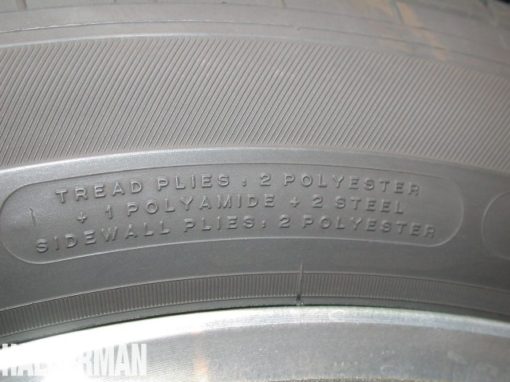 TREAD PLIES: 2 POLYESTER
+ 1 POLYAMIDE + 2 STEEL
SIDEWALL PLIES: 2 POLYESTER